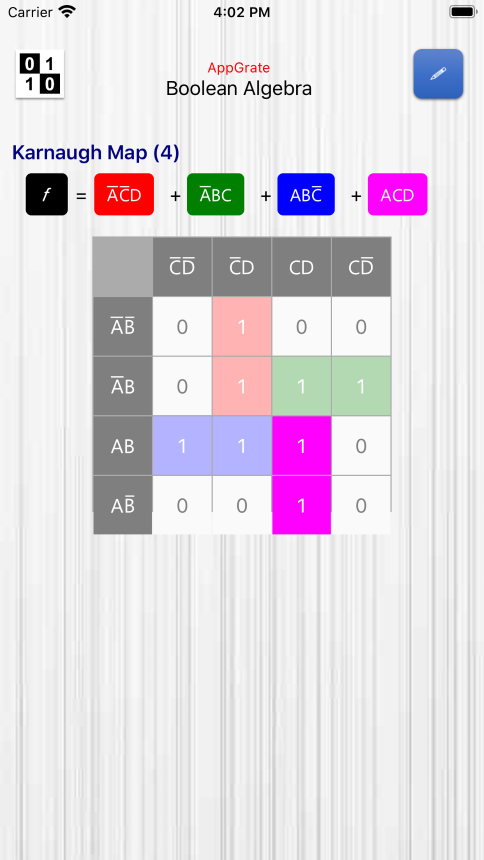 Carrier 4:02 PM
0 1
1 0
AppGrate
Boolean Algebra
Karnaugh Map (4)
f = A̅C̅D + A̅BC + ABC̅ + ACD
C̅D̅ C̅D CD CD̅
A̅B̅ 0 1 0 0
A̅B 0 1 1 1
AB 1 1 1 0
AB̅ 0 0 1 0